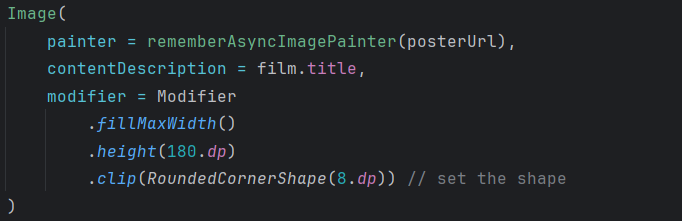 Image(
    painter = rememberAsyncImagePainter(posterUrl),
    contentDescription = film.title,
    modifier = Modifier
        .fillMaxWidth()
        .height(180.dp)
        .clip(RoundedCornerShape(8.dp)) // set the shape
)